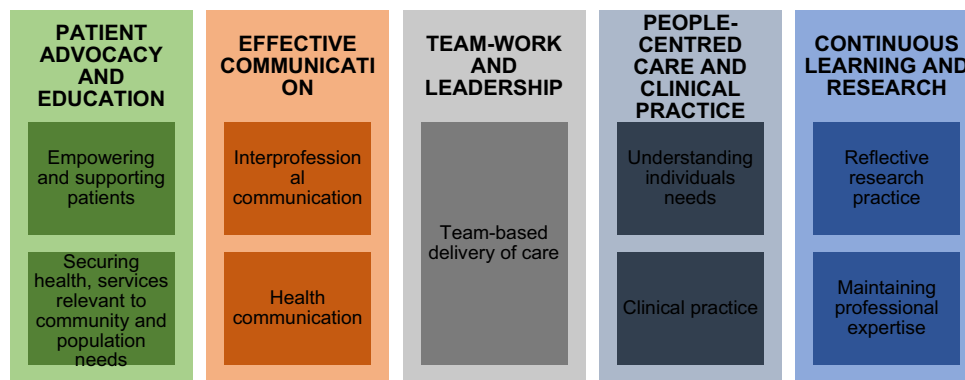 PATIENT
ADVOCACY
AND
EDUCATION
Empowering
and supporting
patients
Securing
health, services
relevant to
community and
population
needs
EFFECTIVE
COMMUNICATI
ON
Interprofession
al
communication
Health
communication
TEAM-WORK
AND
LEADERSHIP
Team-based
delivery of care
PEOPLE-
CENTRED
CARE AND
CLINICAL
PRACTICE
Understanding
individuals
needs
Clinical practice
CONTINUOUS
LEARNING AND
RESEARCH
Reflective
research
practice
Maintaining
professional
expertise